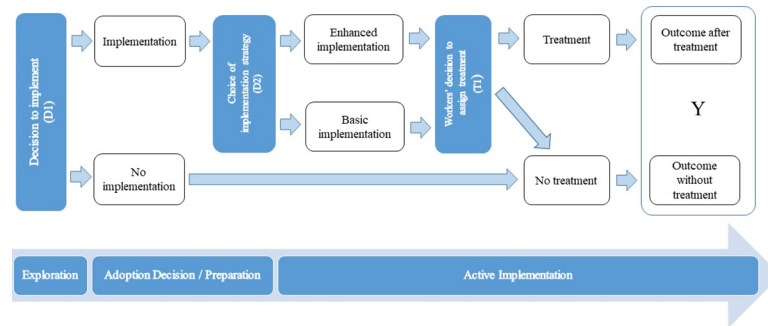 Decision to implement
(D1)
Implementation
No
implementation
Choice of
implementation strategy
(D2)
Enhanced
implementation
Basic
implementation
Workers' decision to
assign treatment
(T1)
Treatment
No treatment
Outcome after
treatment
Y
Outcome
without
treatment
Exploration
Adoption Decision / Preparation
Active Implementation